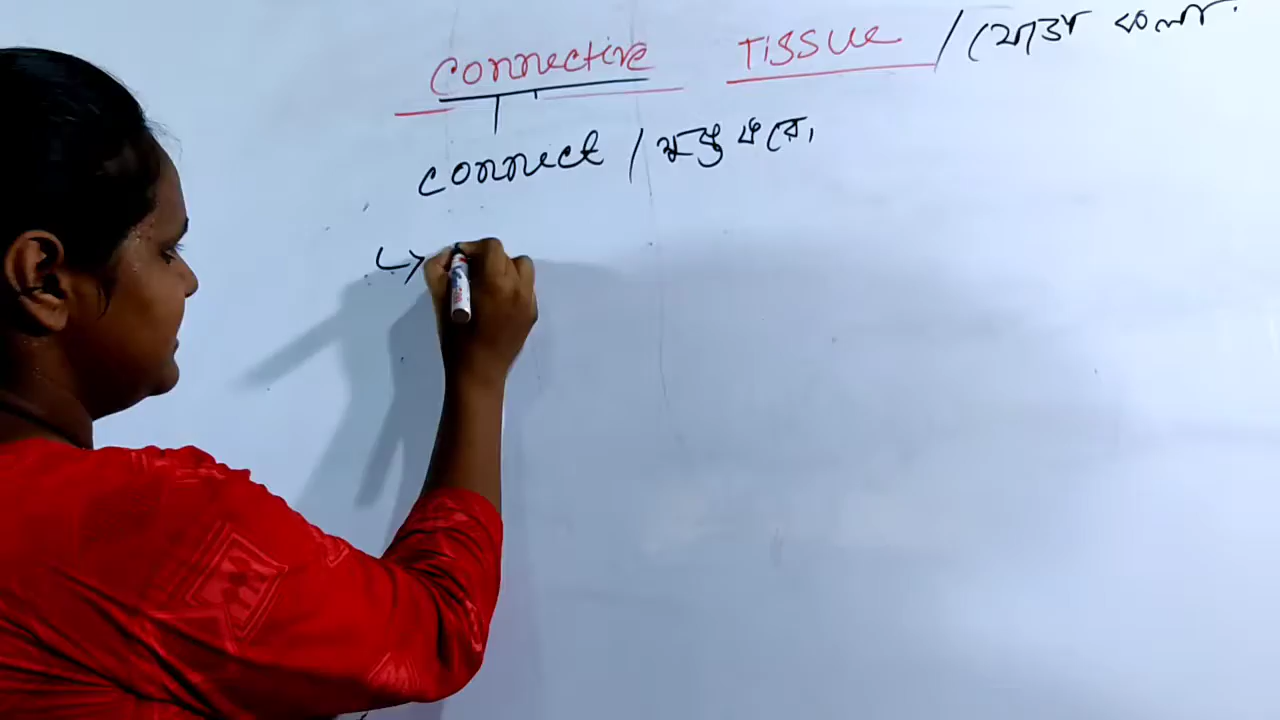 Connective Tissue / যোজক কলা.
connect / যুক্ত করে।